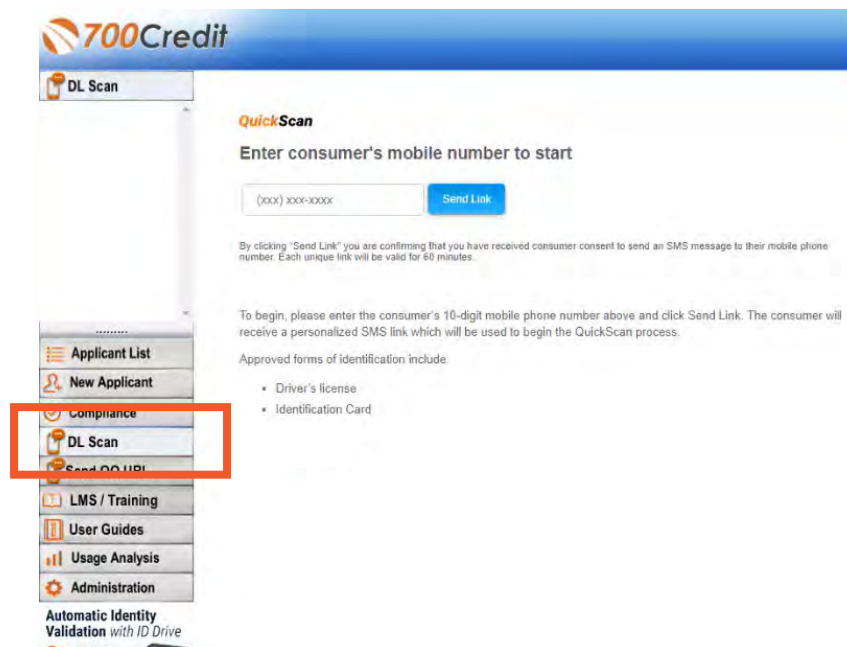 700Credit
DL Scan
QuickScan
Enter consumer's mobile number to start
(xxx) xxx-xxxx
Send Link
By clicking "Send Link" you are confirming that you have received consumer consent to send an SMS message to their mobile phone
number. Each unique link will be valid for 60 minutes.
To begin, please enter the consumer's 10-digit mobile phone number above and click Send Link. The consumer will
receive a personalized SMS link which will be used to begin the QuickScan process.
Approved forms of identification include:
• Driver's license
• Identification Card
Applicant List
New Applicant
Compliance
DL Scan
Send QQ URL
LMS / Training
User Guides
Usage Analysis
Administration
Automatic Identity
Validation with ID Drive